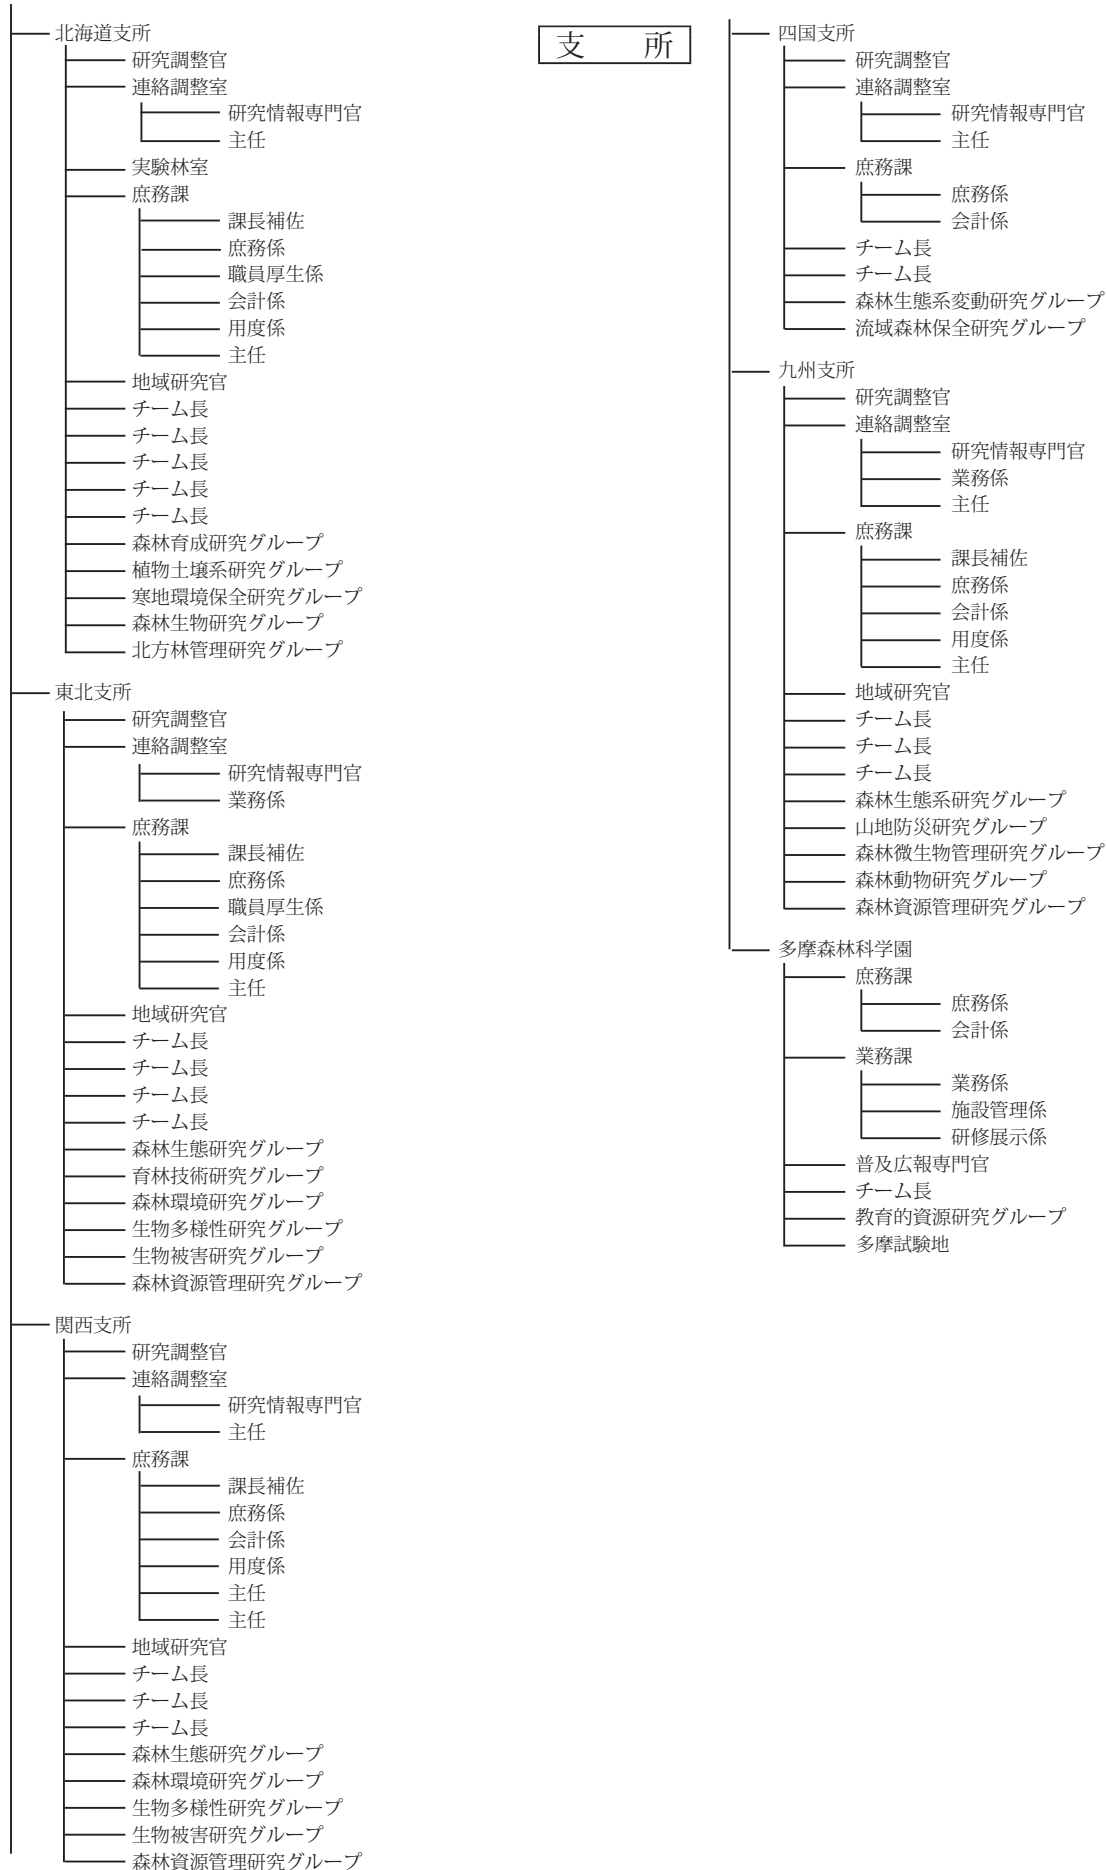 支　所
北海道支所
研究調整官
連絡調整室
研究情報専門官
主任
実験林室
庶務課
課長補佐
庶務係
職員厚生係
会計係
用度係
主任
地域研究官
チーム長
チーム長
チーム長
チーム長
チーム長
森林育成研究グループ
植物土壌系研究グループ
寒地環境保全研究グループ
森林生物研究グループ
北方林管理研究グループ
東北支所
研究調整官
連絡調整室
研究情報専門官
業務係
庶務課
課長補佐
庶務係
職員厚生係
会計係
用度係
主任
地域研究官
チーム長
チーム長
チーム長
チーム長
森林生態研究グループ
育林技術研究グループ
森林環境研究グループ
生物多様性研究グループ
生物被害研究グループ
森林資源管理研究グループ
関西支所
研究調整官
連絡調整室
研究情報専門官
主任
庶務課
課長補佐
庶務係
会計係
用度係
主任
主任
地域研究官
チーム長
チーム長
チーム長
森林生態研究グループ
森林環境研究グループ
生物多様性研究グループ
生物被害研究グループ
森林資源管理研究グループ
四国支所
研究調整官
連絡調整室
研究情報専門官
主任
庶務課
庶務係
会計係
チーム長
チーム長
森林生態系変動研究グループ
流域森林保全研究グループ
九州支所
研究調整官
連絡調整室
研究情報専門官
業務係
主任
庶務課
課長補佐
庶務係
会計係
用度係
主任
地域研究官
チーム長
チーム長
チーム長
森林生態系研究グループ
山地防災研究グループ
森林微生物管理研究グループ
森林動物研究グループ
森林資源管理研究グループ
多摩森林科学園
庶務課
庶務係
会計係
業務課
業務係
施設管理係
研修展示係
普及広報専門官
チーム長
教育的資源研究グループ
多摩試験地